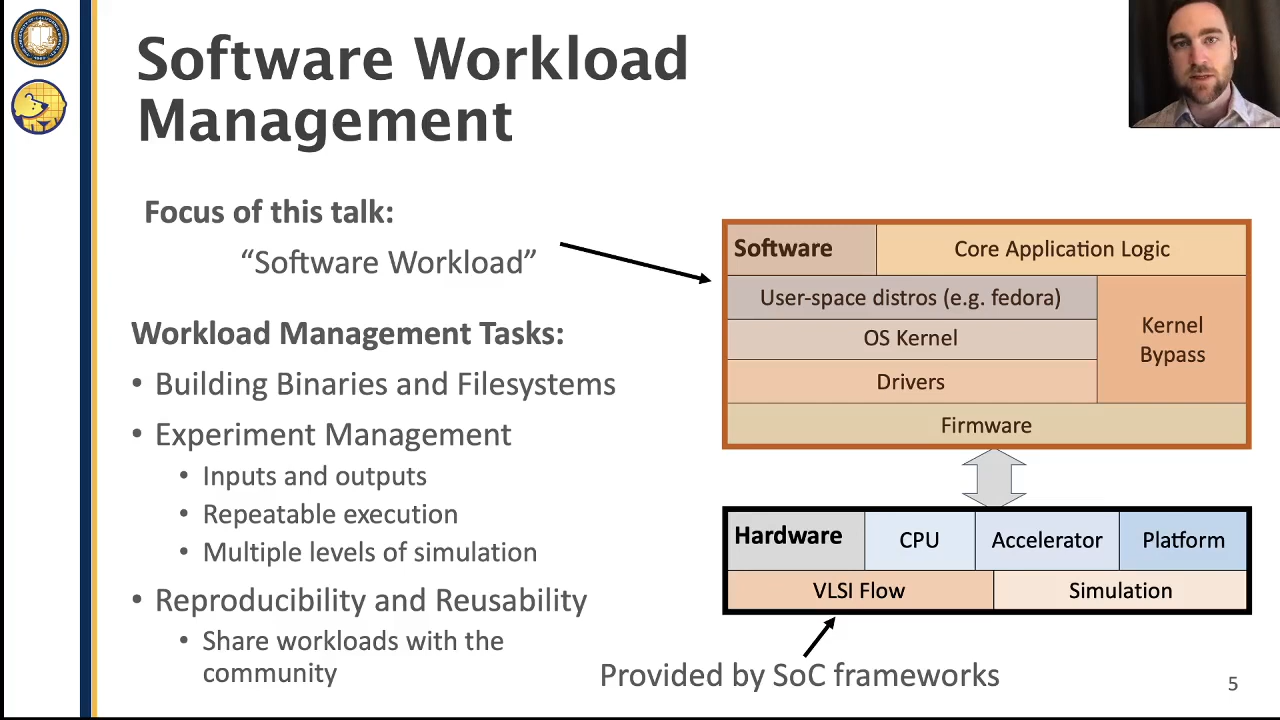 Software Workload
Management
Focus of this talk:
“Software Workload”
Workload Management Tasks:
• Building Binaries and Filesystems
• Experiment Management
• Inputs and outputs
• Repeatable execution
• Multiple levels of simulation
• Reproducibility and Reusability
• Share workloads with the
community
Software
Core Application Logic
User-space distros (e.g. fedora)
OS Kernel
Drivers
Kernel
Bypass
Firmware
Hardware
CPU
Accelerator
Platform
VLSI Flow
Simulation
Provided by SoC frameworks
5